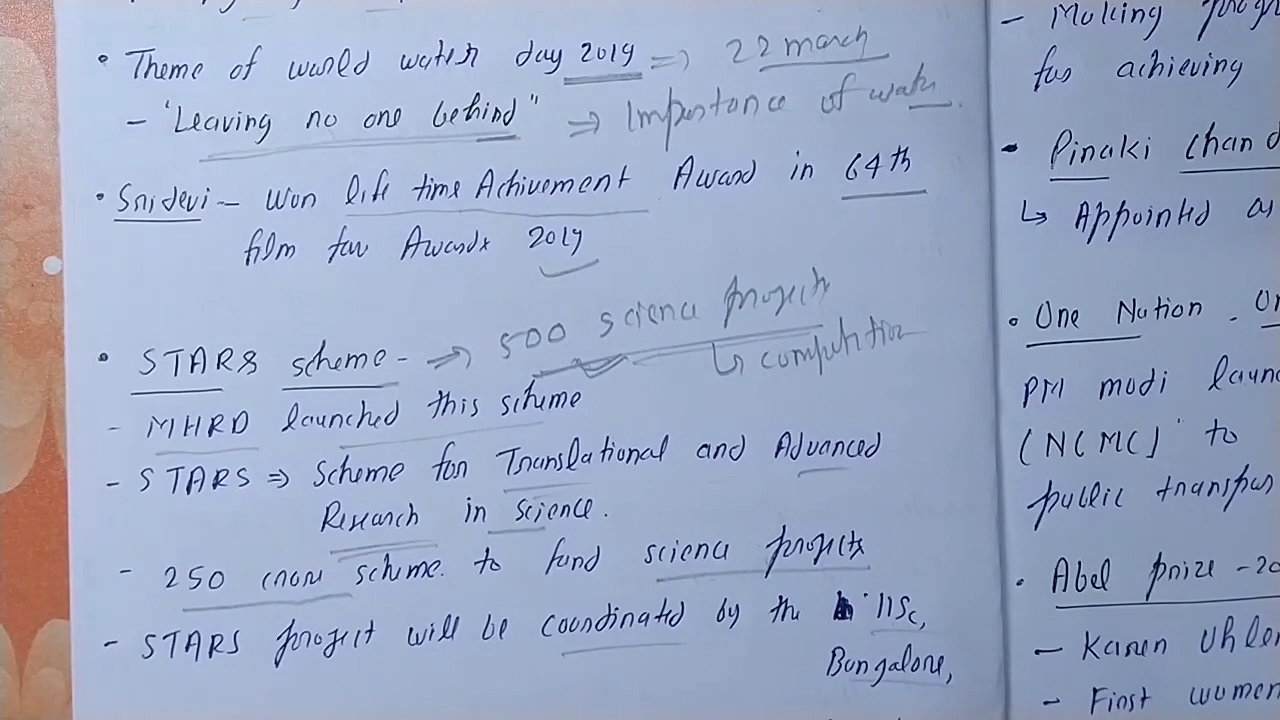 • Theme of world water day 2019 ⇒ 22 march
- "Leaving no one behind" ⇒ Importance of water.
• Sridevi - Won life time Achivement Award in 64th
film fare Awards 2019
• STARS scheme - → 500 science projects
↳ competition
- MHRD launched this scheme
- STARS ⇒ Scheme for Translational and Advanced
Research in science.
- 250 crore scheme. to fund science projects
- STARS project will be coordinated by the IISc,
Bangalore,
- Making
for achieving
- Pinaki Chand
↳ Appointed as
• One Nation - On
PM modi laun
(NCMC) to
public transpor
• Abel prize - 20
- Karen Uhlen
- First women